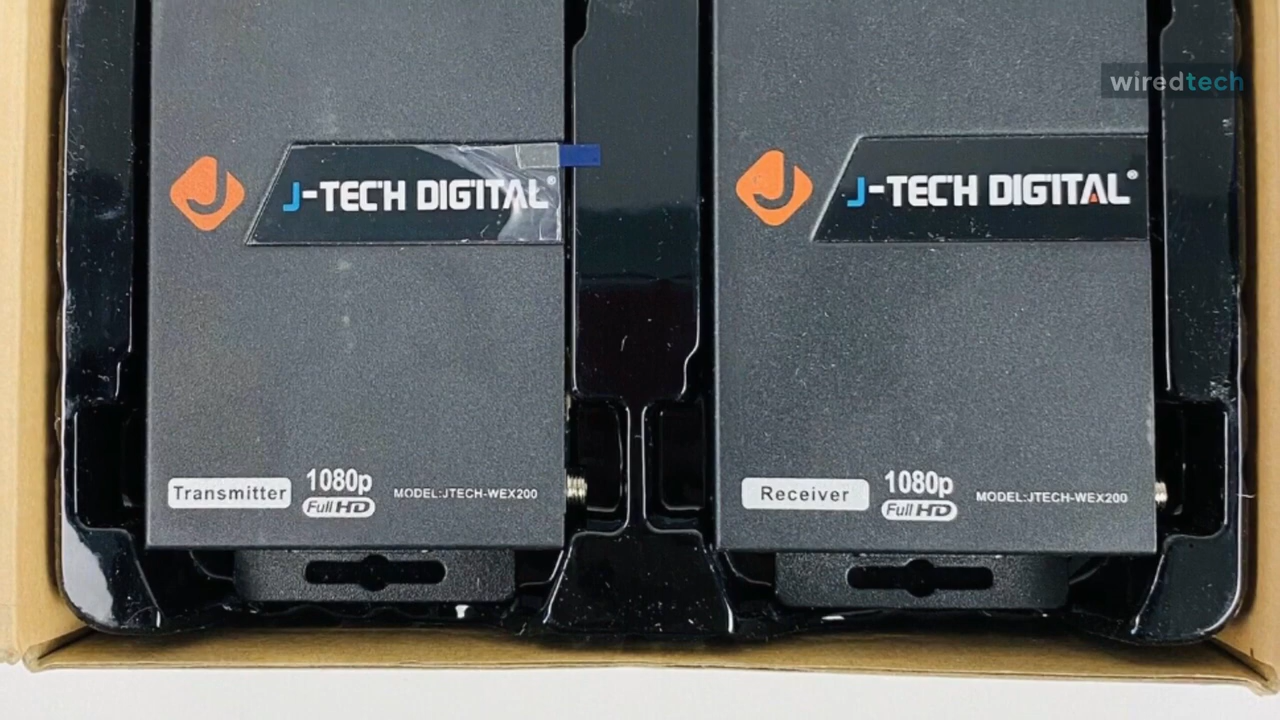 wiredtech
J-TECH DIGITAL®
J-TECH DIGITAL®
Transmitter
1080p
Full HD
MODEL:JTECH-WEX200
Receiver
1080p
Full HD
MODEL:JTECH-WEX200